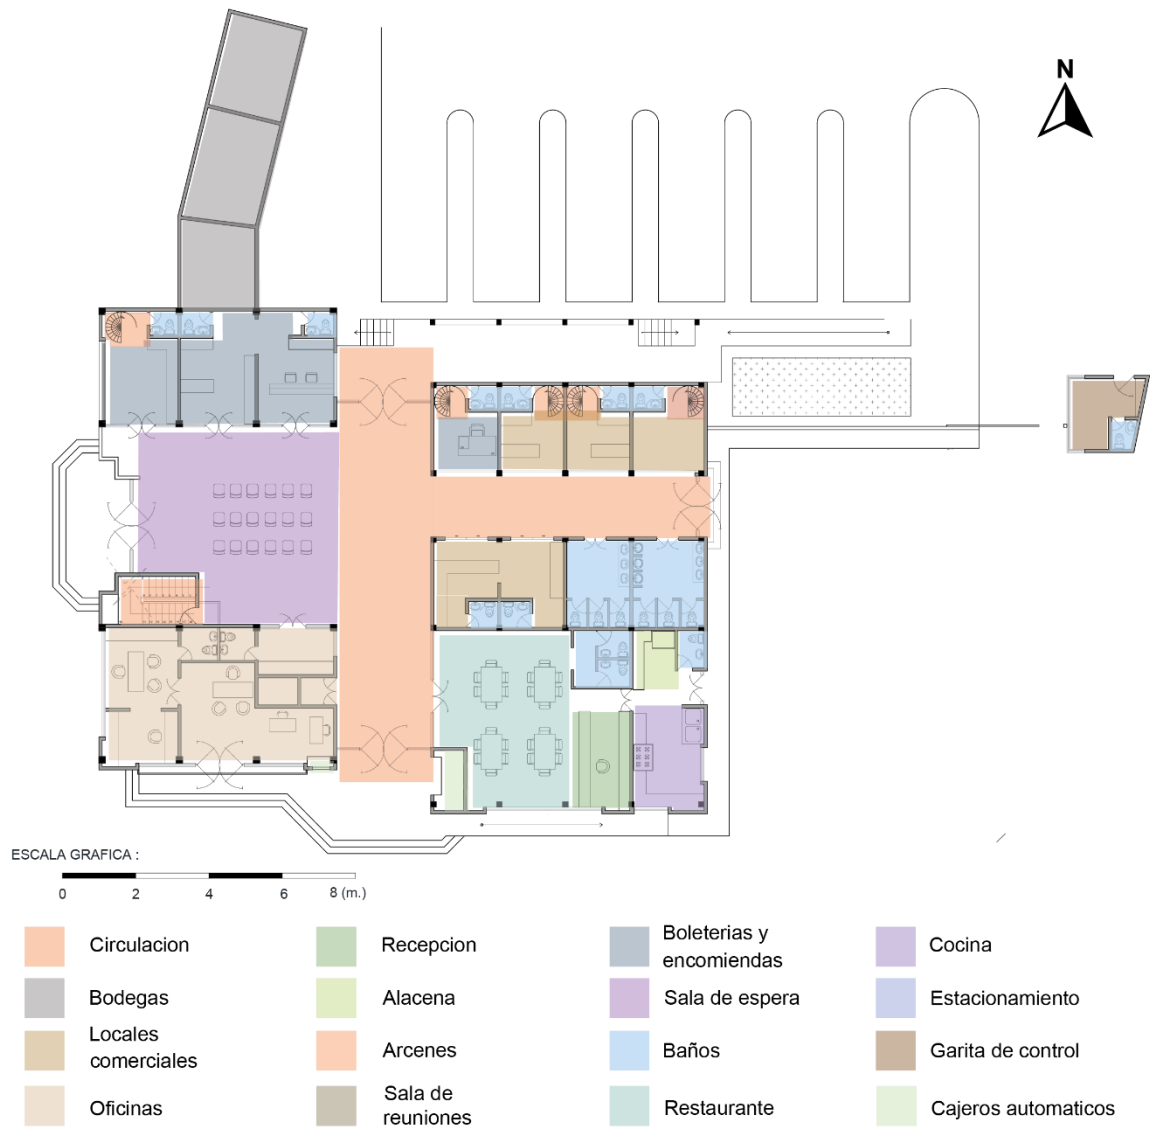 N
ESCALA GRAFICA :
0 2 4 6 8 (m.)
Circulacion
Recepcion
Boleterias y
encomiendas
Cocina
Bodegas
Alacena
Sala de espera
Estacionamiento
Locales
comerciales
Arcenes
Baños
Garita de control
Oficinas
Sala de
reuniones
Restaurante
Cajeros automaticos